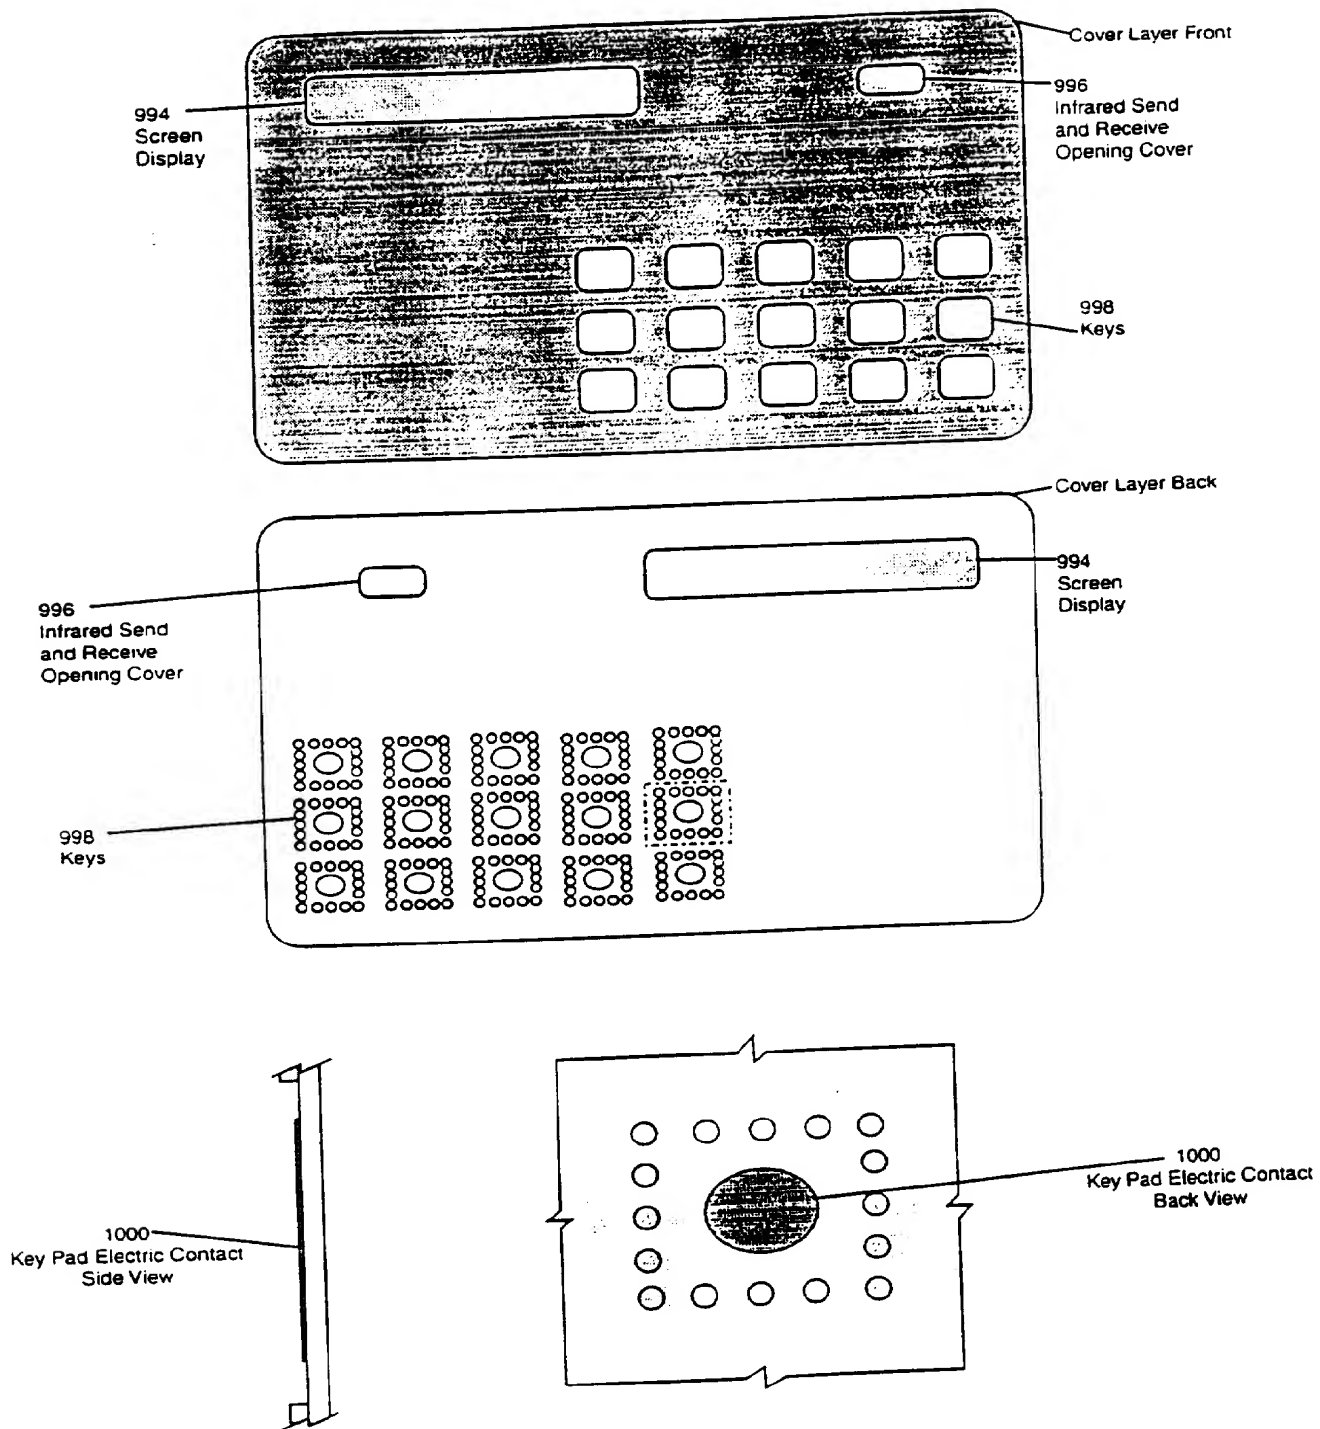 Cover Layer Front
994
Screen
Display
996
Infrared Send
and Receive
Opening Cover
998
Keys
Cover Layer Back
994
Screen
Display
996
Infrared Send
and Receive
Opening Cover
998
Keys
1000
Key Pad Electric Contact
Back View
1000
Key Pad Electric Contact
Side View